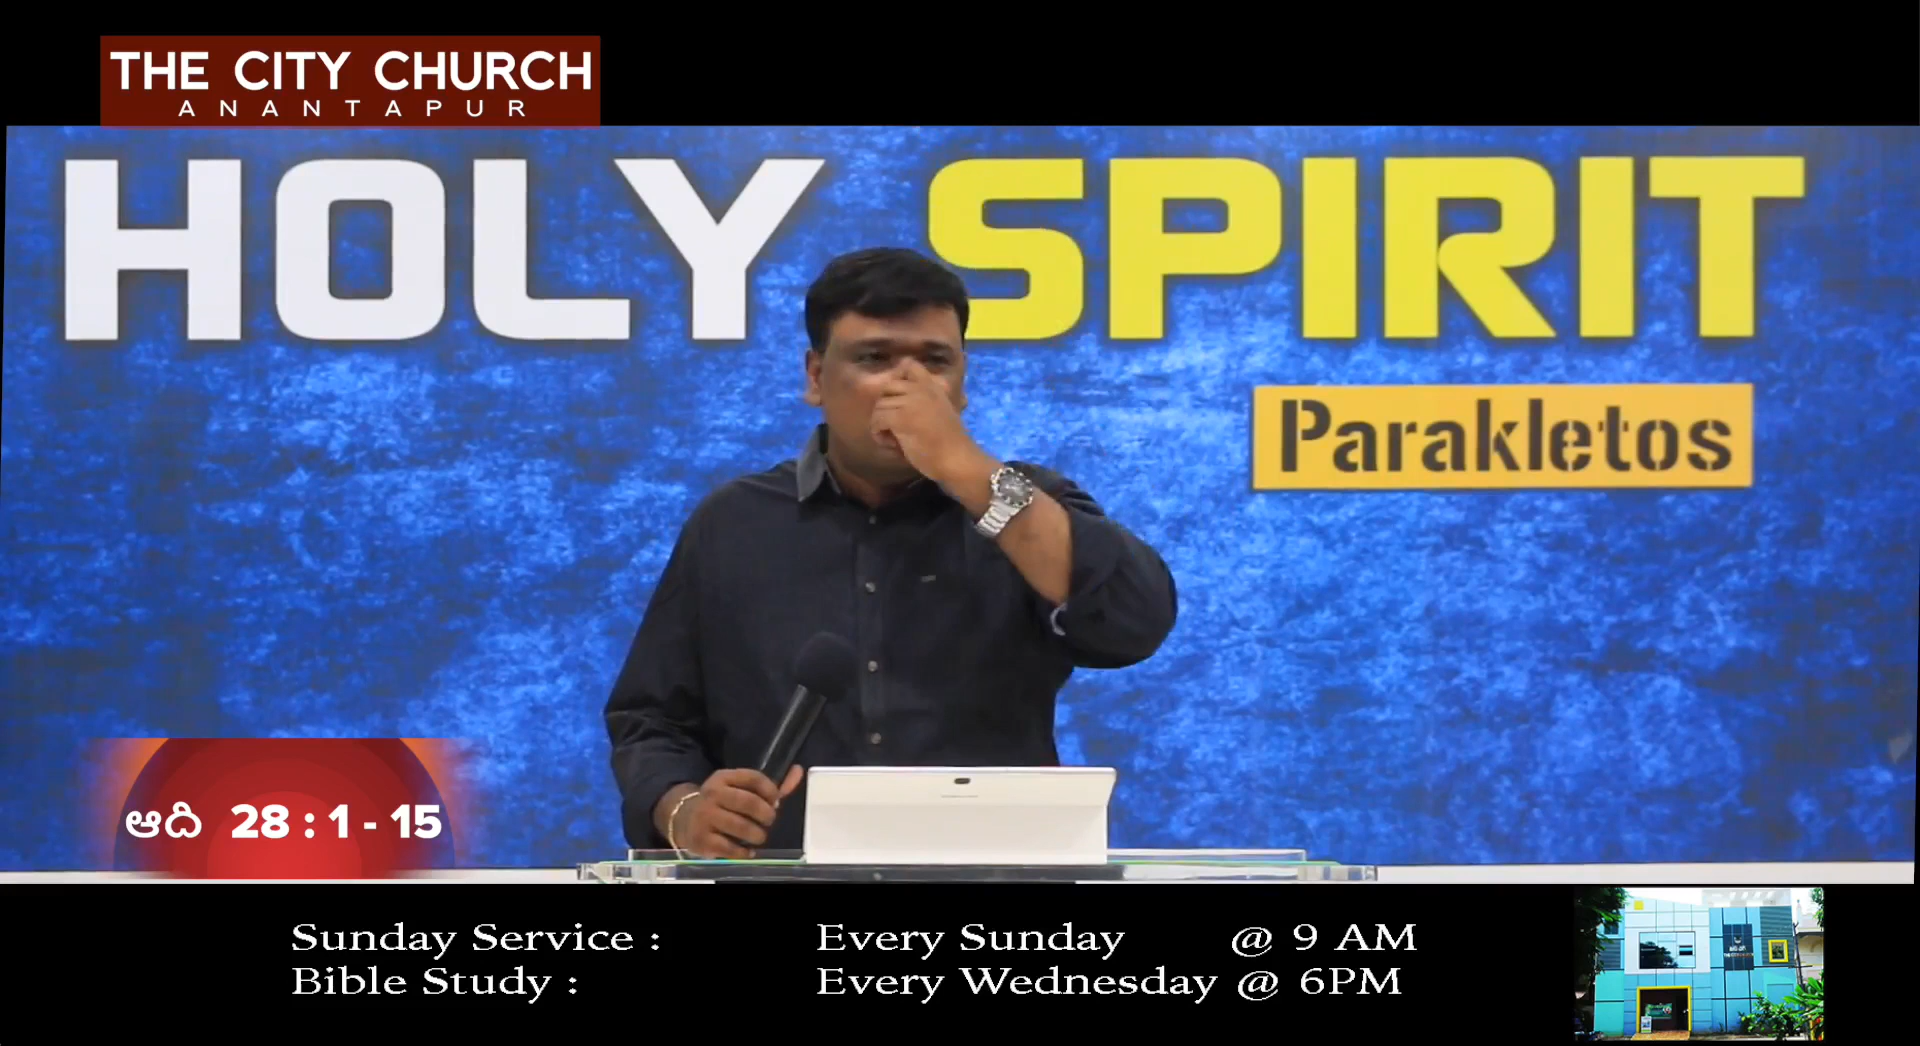 THE CITY CHURCH
ANANTAPUR
HOLY SPIRIT
Parakletos
ఆది 28 : 1 - 15
Sunday Service : Every Sunday @ 9 AM
Bible Study : Every Wednesday @ 6PM